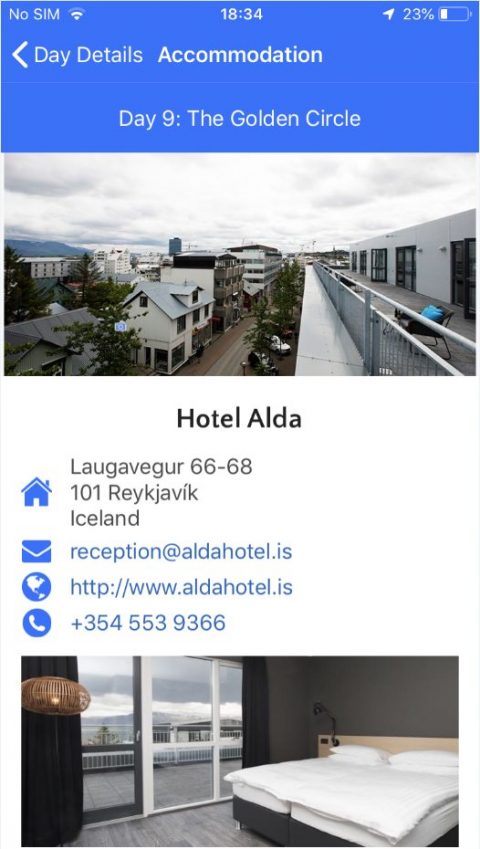 No SIM 18:34 23%
Day Details Accommodation
Day 9: The Golden Circle
Hotel Alda
Laugavegur 66-68
101 Reykjavík
Iceland
reception@aldahotel.is
http://www.aldahotel.is
+354 553 9366